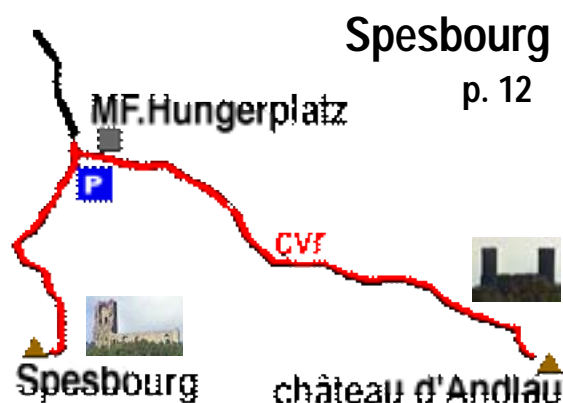 Spesbourg
p. 12
MF.Hungerplatz
P
CVf
Spesbourg
château d'Andlau